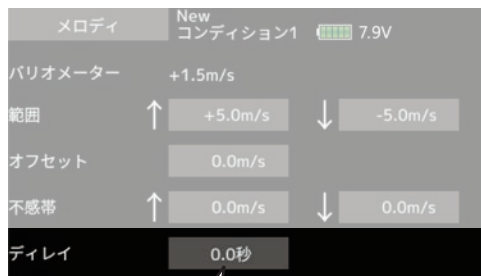 メロディ
New
コンディション1 7.9V
バリオメーター +1.5m/s
範囲 ↑ +5.0m/s ↓ -5.0m/s
オフセット 0.0m/s
不感帯 ↑ 0.0m/s ↓ 0.0m/s
ディレイ 0.0秒